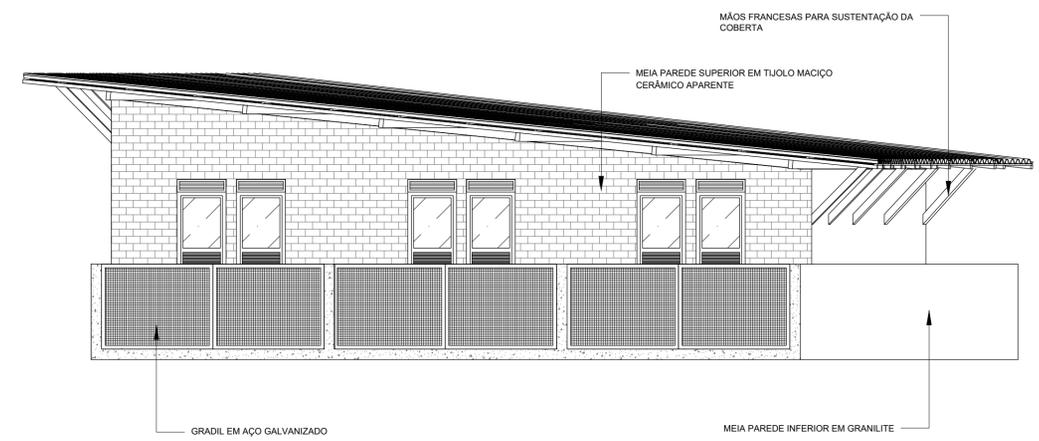 MÃOS FRANCESAS PARA SUSTENTAÇÃO DA
COBERTA
MEIA PAREDE SUPERIOR EM TIJOLO MACIÇO
CERÂMICO APARENTE
GRADIL EM AÇO GALVANIZADO
MEIA PAREDE INFERIOR EM GRANILITE